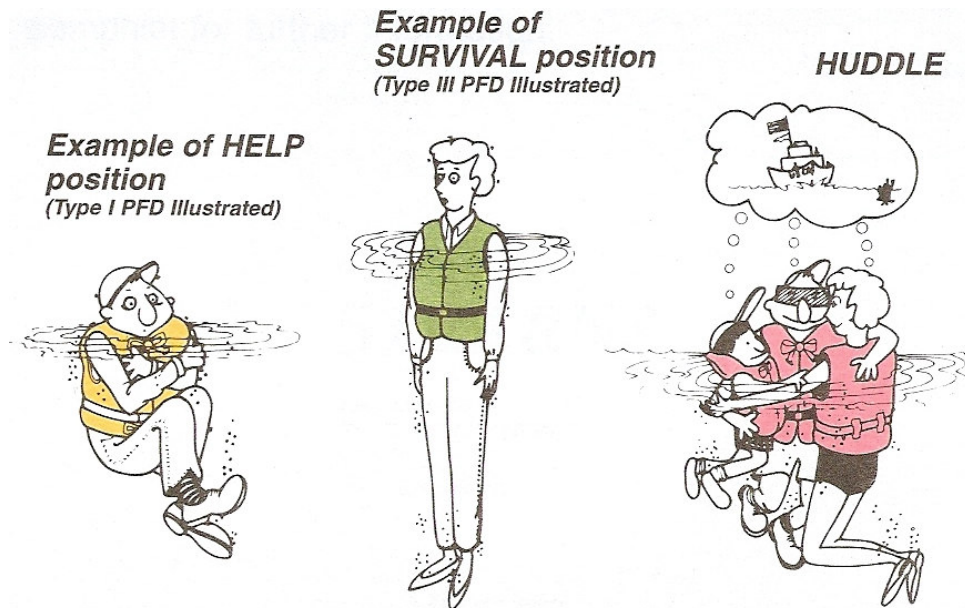 Example of
SURVIVAL position
(Type III PFD Illustrated)
HUDDLE
Example of HELP
position
(Type I PFD Illustrated)